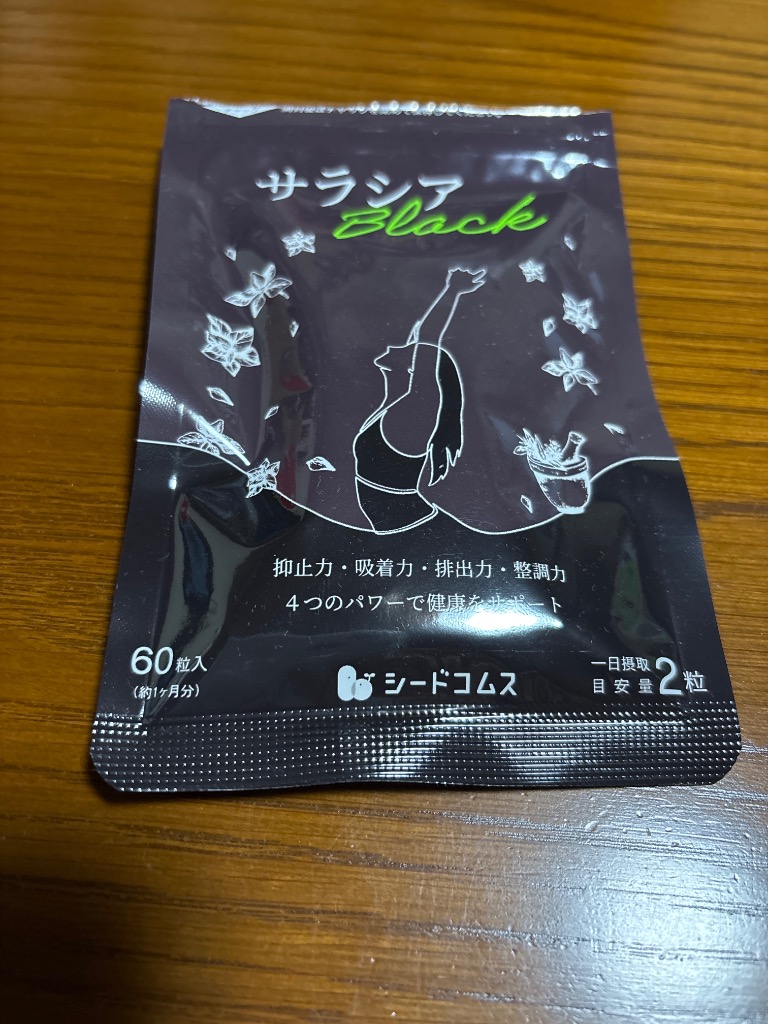 サラシア
Black
抑止力・吸着力・排出力・整調力
4つのパワーで健康をサポート
60粒入
(約1ヶ月分)
シードコムス
一日摂取
目安量
2粒